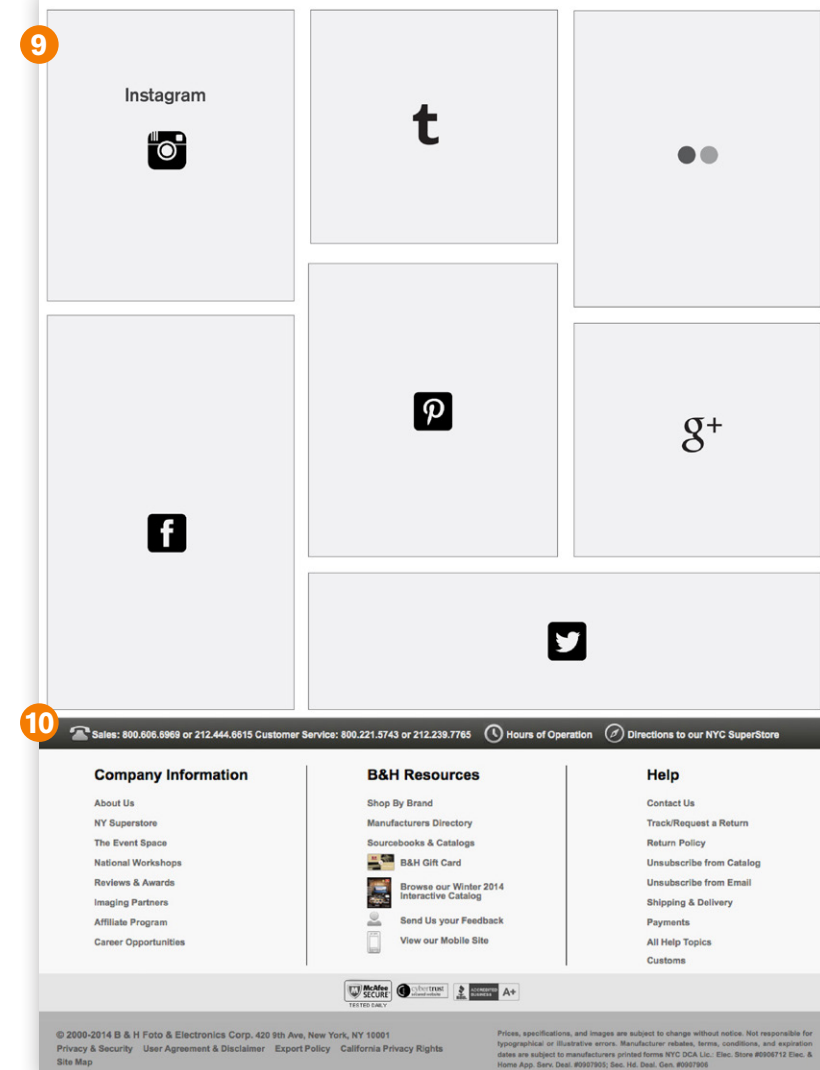 9
Instagram
t
g+
f
10
Sales: 800.606.6969 or 212.444.6615 Customer Service: 800.221.5743 or 212.239.7765 Hours of Operation Directions to our NYC SuperStore
Company Information
About Us
NY Superstore
The Event Space
National Workshops
Reviews & Awards
Imaging Partners
Affiliate Program
Career Opportunities
B&H Resources
Shop By Brand
Manufacturers Directory
Sourcebooks & Catalogs
B&H Gift Card
Browse our Winter 2014
Interactive Catalog
Send Us your Feedback
View our Mobile Site
Help
Contact Us
Track/Request a Return
Return Policy
Unsubscribe from Catalog
Unsubscribe from Email
Shipping & Delivery
Payments
All Help Topics
Customs
McAfee
SECURE
TESTED DAILY
cybertrust
ACCREDITED
BUSINESS
A+
© 2000-2014 B & H Foto & Electronics Corp. 420 9th Ave, New York, NY 10001
Privacy & Security User Agreement & Disclaimer Export Policy California Privacy Rights
Site Map
Prices, specifications, and images are subject to change without notice. Not responsible for
typographical or illustrative errors. Manufacturer rebates, terms, conditions, and expiration
dates are subject to manufacturers printed forms NYC DCA Lic.: Elec. Store #0906712 Elec. &
Home App. Serv. Deal. #0907905; Sec. Hd. Deal. Gen. #0907906